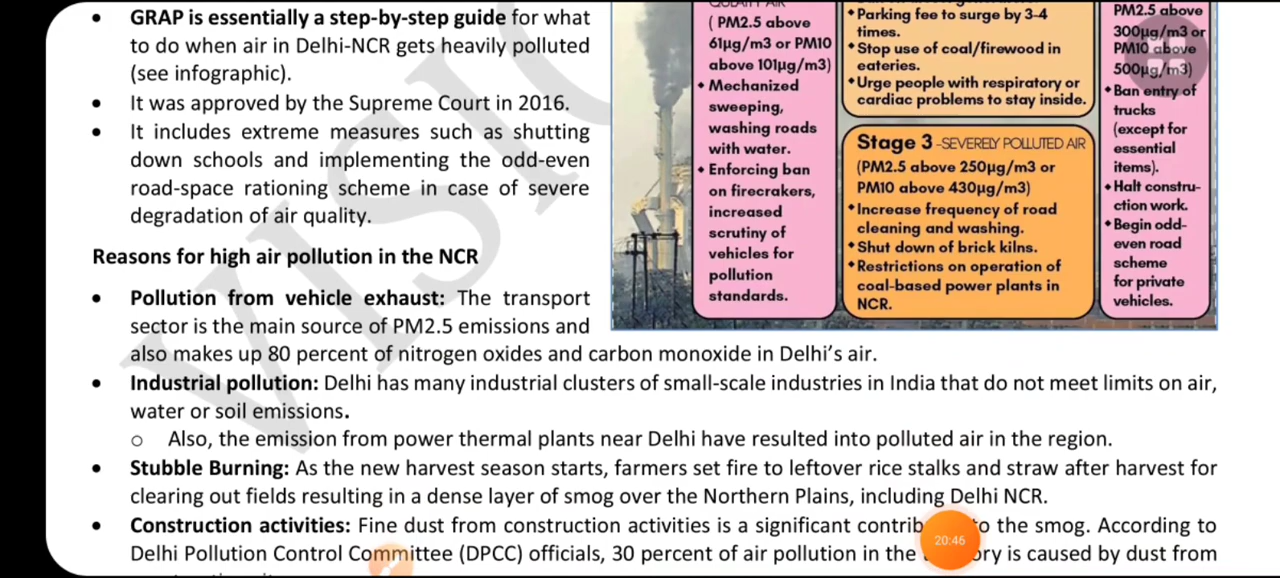 GRAP is essentially a step-by-step guide for what
to do when air in Delhi-NCR gets heavily polluted
(see infographic).
It was approved by the Supreme Court in 2016.
It includes extreme measures such as shutting
down schools and implementing the odd-even
road-space rationing scheme in case of severe
degradation of air quality.
QUALITY AIR
( PM2.5 above
61µg/m3 or PM10
above 101µg/m3)
Mechanized
sweeping,
washing roads
with water.
Enforcing ban
on firecrakers,
increased
scrutiny of
vehicles for
pollution
standards.
Parking fee to surge by 3-4
times.
Stop use of coal/firewood in
eateries.
Urge people with respiratory or
cardiac problems to stay inside.
Stage 3 -SEVERELY POLLUTED AIR
(PM2.5 above 250µg/m3 or
PM10 above 430µg/m3)
Increase frequency of road
cleaning and washing.
Shut down of brick kilns.
Restrictions on operation of
coal-based power plants in
NCR.
PM2.5 above
300µg/m3 or
PM10 above
500µg/m3)
Ban entry of
trucks
(except for
essential
items).
Halt constru-
ction work.
Begin odd-
even road
scheme
for private
vehicles.
Reasons for high air pollution in the NCR
Pollution from vehicle exhaust: The transport
sector is the main source of PM2.5 emissions and
also makes up 80 percent of nitrogen oxides and carbon monoxide in Delhi's air.
Industrial pollution: Delhi has many industrial clusters of small-scale industries in India that do not meet limits on air,
water or soil emissions.
o Also, the emission from power thermal plants near Delhi have resulted into polluted air in the region.
Stubble Burning: As the new harvest season starts, farmers set fire to leftover rice stalks and straw after harvest for
clearing out fields resulting in a dense layer of smog over the Northern Plains, including Delhi NCR.
Construction activities: Fine dust from construction activities is a significant to the smog. According to
Delhi Pollution Control Committee (DPCC) officials, 30 percent of air pollution in the is caused by dust from
20:46
VISIO